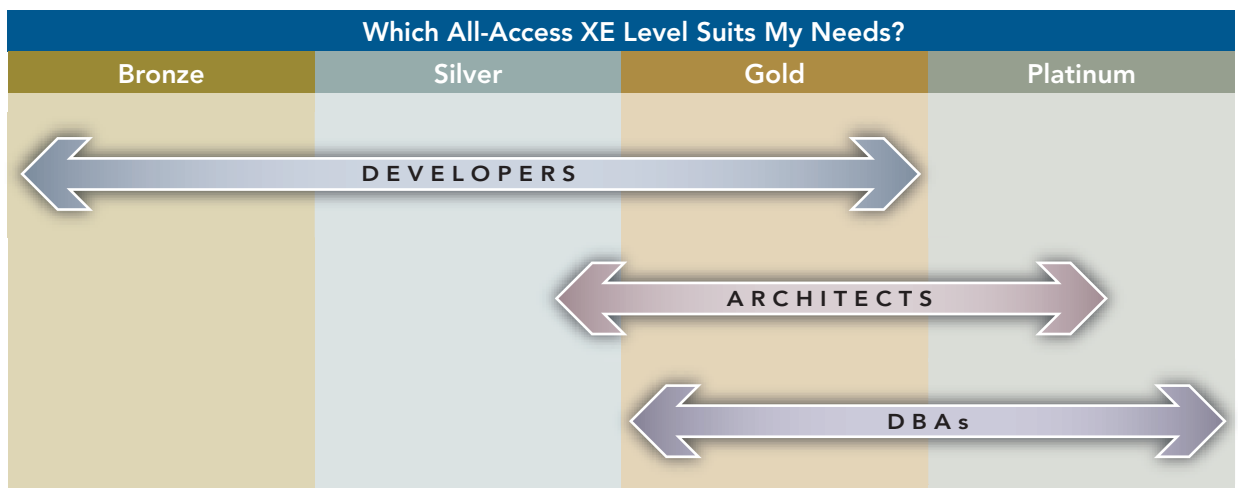 Which All-Access XE Level Suits My Needs?
Bronze Silver Gold Platinum
DEVELOPERS
ARCHITECTS
DBAs